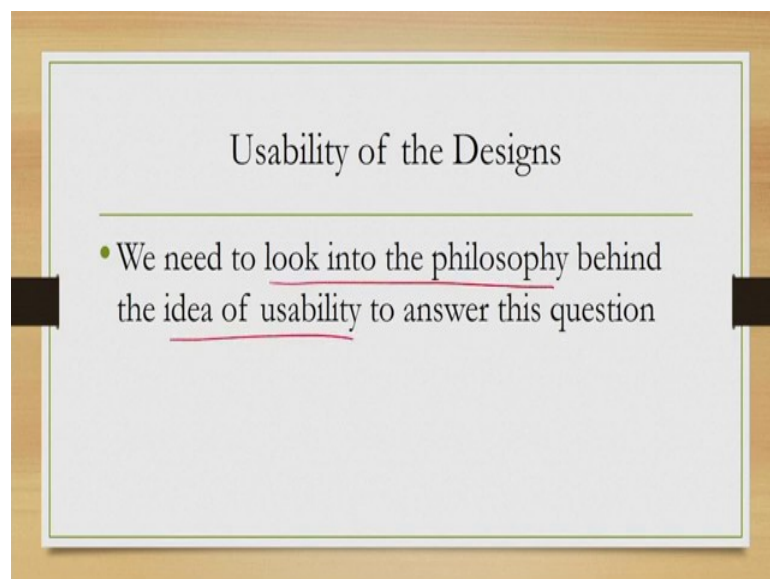 Usability of the Designs
• We need to look into the philosophy behind
the idea of usability to answer this question